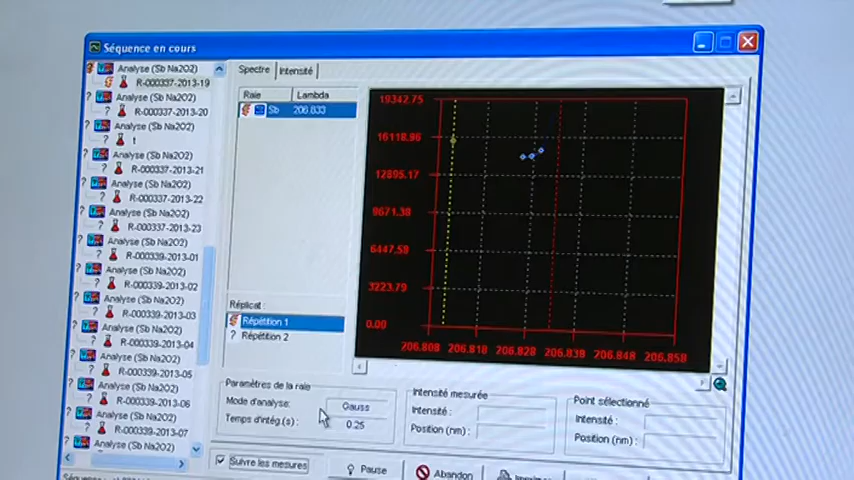 Séquence en cours
Analyse (Sb Na2O2)
R-000337-2013-19
Analyse (Sb Na2O2)
R-000337-2013-20
Analyse (Sb Na2O2)
t
Analyse (Sb Na2O2)
R-000337-2013-21
Analyse (Sb Na2O2)
R-000337-2013-22
Analyse (Sb Na2O2)
R-000337-2013-23
Analyse (Sb Na2O2)
R-000339-2013-01
Analyse (Sb Na2O2)
R-000339-2013-02
Analyse (Sb Na2O2)
R-000339-2013-03
Analyse (Sb Na2O2)
R-000339-2013-04
Analyse (Sb Na2O2)
R-000339-2013-05
Analyse (Sb Na2O2)
R-000339-2013-06
Analyse (Sb Na2O2)
R-000339-2013-07
Analyse (Sb Na2O2)
Spectre Intensité
Raie Lambda
Sb 206.833
Réplicat :
Répétition 1
? Répétition 2
19342.75
16118.96
12895.17
9671.38
6447.58
3223.79
0.00
206.808 206.818 206.828 206.838 206.848 206.858
Paramètres de la raie
Mode d'analyse: Gauss
Temps d'intég.(s) : 0.25
Intensité mesurée
Intensité :
Position (nm) :
Point sélectionné
Intensité :
Position (nm) :
Suivre les mesures
Pause
Abandon